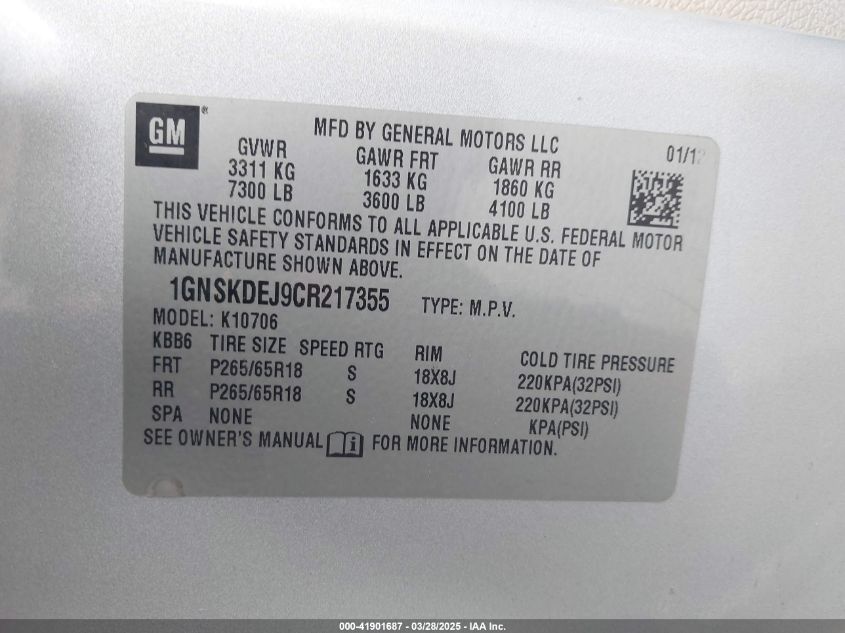 GM ®
MFD BY GENERAL MOTORS LLC
01/12
GVWR GAWR FRT GAWR RR
3311 KG 1633 KG 1860 KG
7300 LB 3600 LB 4100 LB
THIS VEHICLE CONFORMS TO ALL APPLICABLE U.S. FEDERAL MOTOR
VEHICLE SAFETY STANDARDS IN EFFECT ON THE DATE OF
MANUFACTURE SHOWN ABOVE.
1GNSKDEJ9CR217355 TYPE: M.P.V.
MODEL: K10706
KBB6 TIRE SIZE SPEED RTG RIM COLD TIRE PRESSURE
FRT P265/65R18 S 18X8J 220KPA(32PSI)
RR P265/65R18 S 18X8J 220KPA(32PSI)
SPA NONE NONE KPA(PSI)
SEE OWNER'S MANUAL FOR MORE INFORMATION.
000-41901687 - 03/28/2025 - IAA Inc.